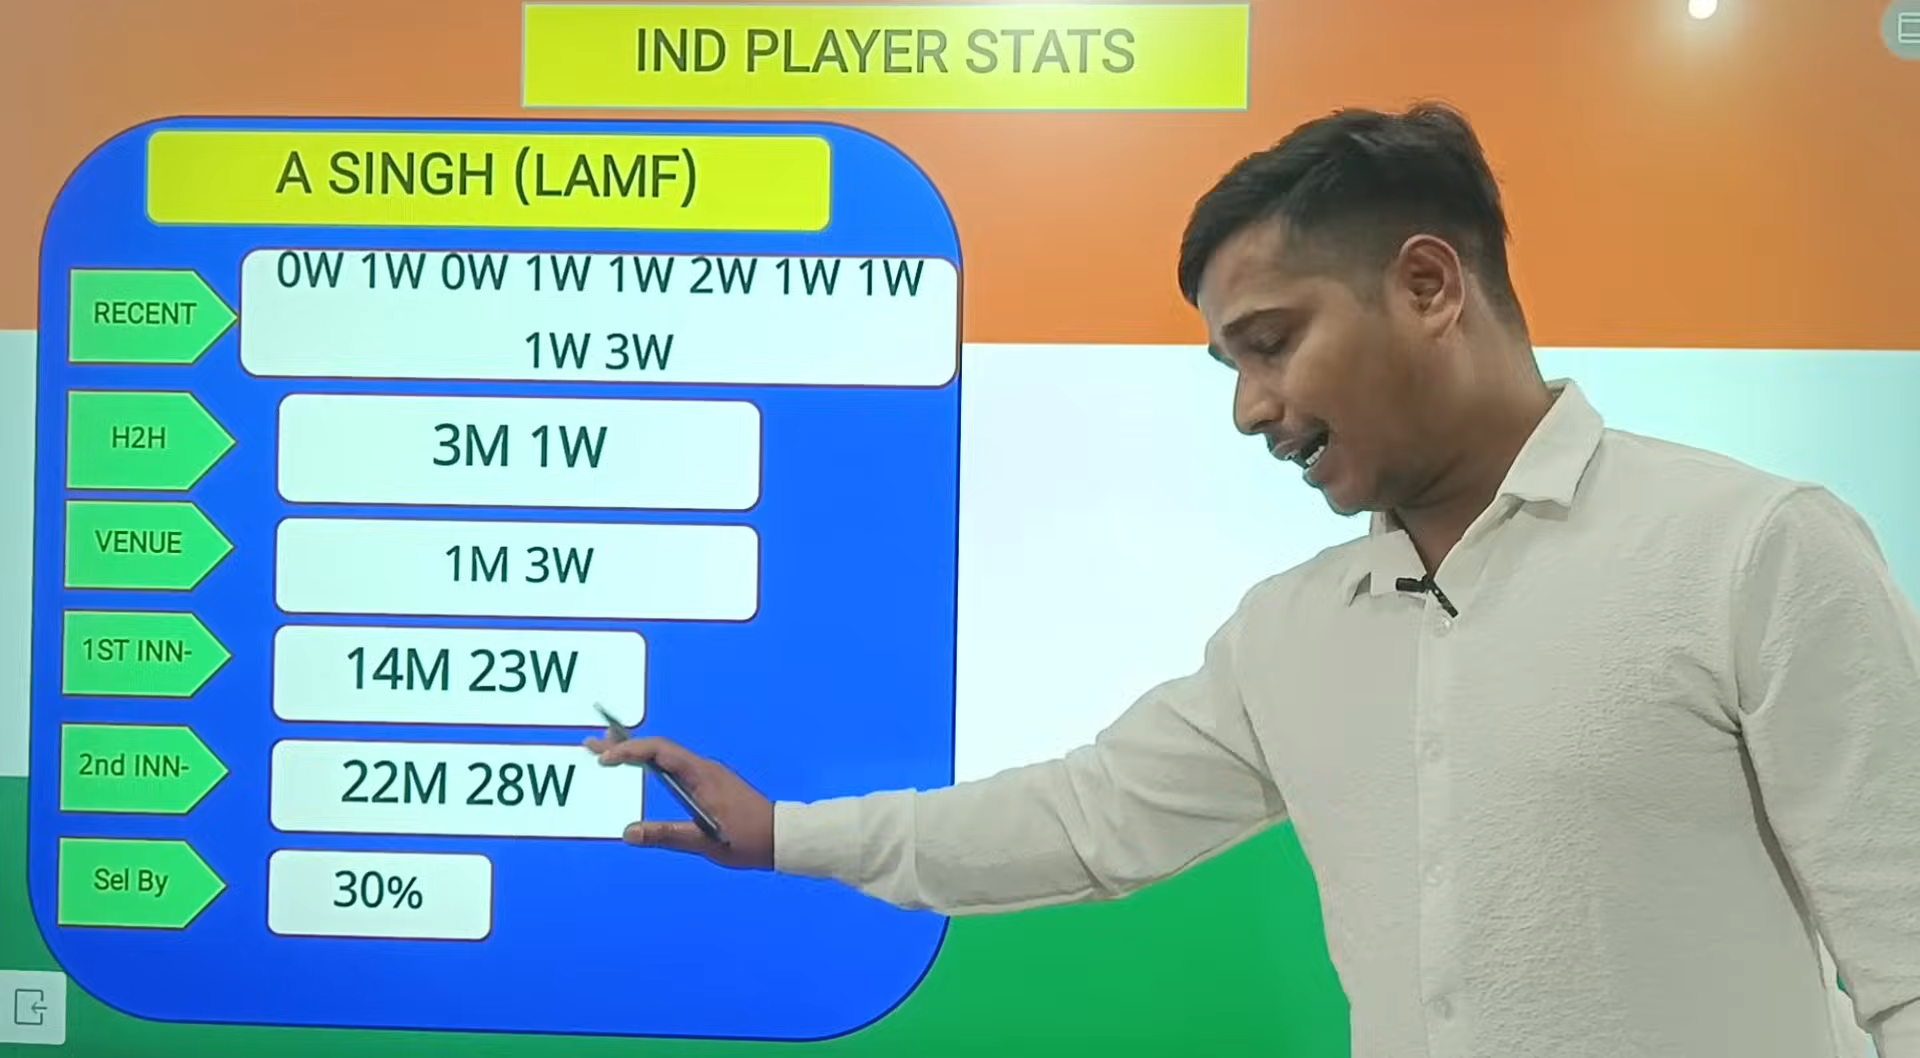 IND PLAYER STATS
A SINGH (LAMF)
RECENT
0W 1W 0W 1W 1W 2W 1W 1W
1W 3W
H2H
3M 1W
VENUE
1M 3W
1ST INN-
14M 23W
2nd INN-
22M 28W
Sel By
30%